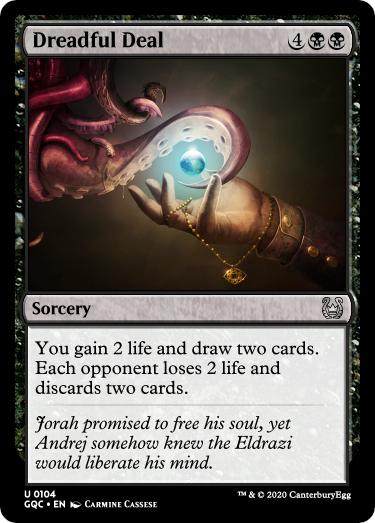 Dreadful Deal 4
Sorcery
You gain 2 life and draw two cards.
Each opponent loses 2 life and
discards two cards.
Jorah promised to free his soul, yet
Andrej somehow knew the Eldrazi
would liberate his mind.
U 0104
GQC • EN Carmine Cassese
™ & © 2020 CanterburyEgg